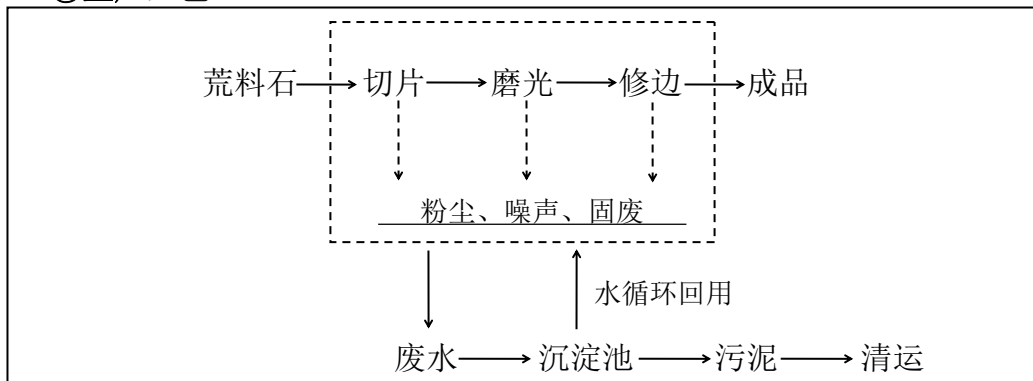 荒料石 切片 磨光 修边 成品
粉尘、噪声、固废
水循环回用
废水 沉淀池 污泥 清运